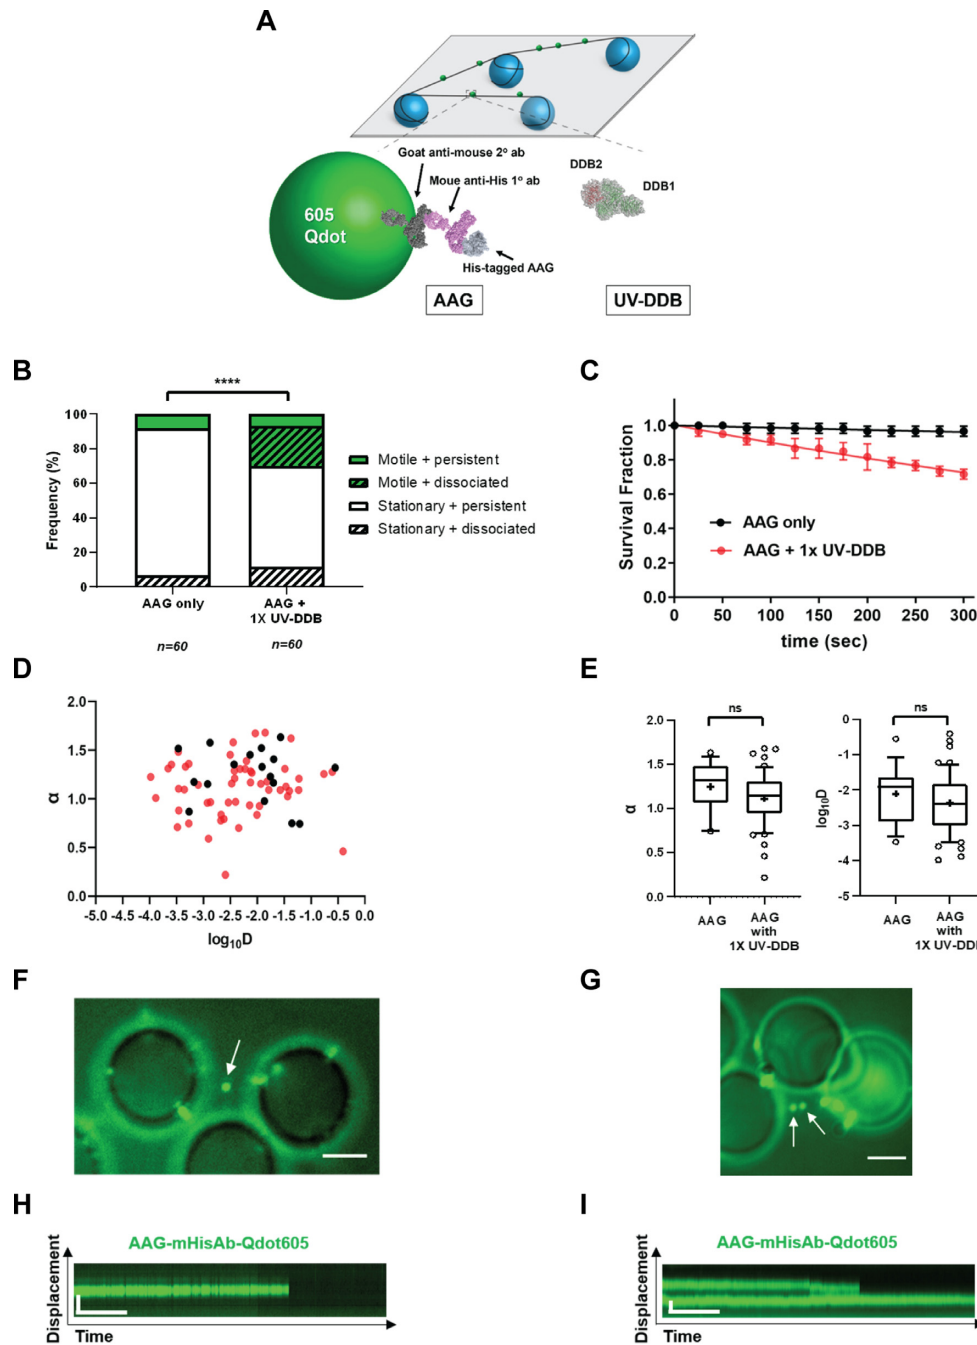 A
Goat anti-mouse 2º ab
Moue anti-His 1º ab
605
Qdot
His-tagged AAG
AAG
DDB2
DDB1
UV-DDB
B
****
Frequency (%)
100
80
60
40
20
0
AAG only
AAG +
1X UV-DDB
n=60
n=60
Motile + persistent
Motile + dissociated
Stationary + persistent
Stationary + dissociated
C
Survival Fraction
1.0
0.8
0.6
0.4
0.2
0.0
AAG only
AAG + 1x UV-DDB
0 50 100 150 200 250 300
time (sec)
D
α
2.0
1.5
1.0
0.5
0.0
-5.0 -4.5 -4.0 -3.5 -3.0 -2.5 -2.0 -1.5 -1.0 -0.5 0.0
log10D
E
ns
α
2.0
1.5
1.0
0.5
0.0
AAG
AAG
with
1X UV-DDB
ns
log10D
0
-1
-2
-3
-4
-5
AAG
AAG
with
1X UV-DD
F
G
H
AAG-mHisAb-Qdot605
Displacement
Time
I
AAG-mHisAb-Qdot605
Displacement
Time